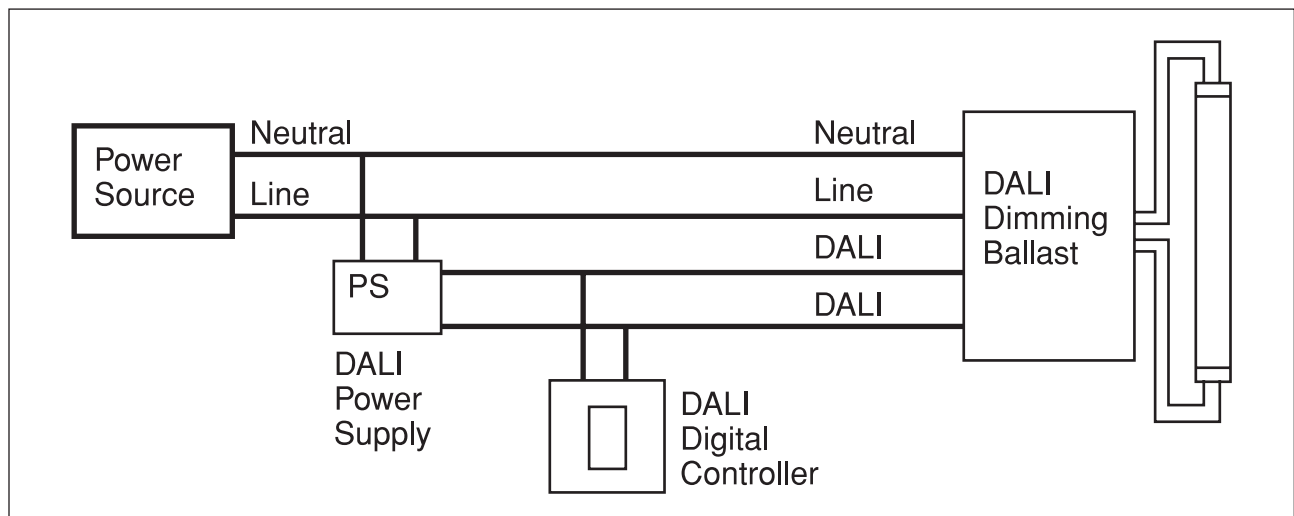 Power
Source
Neutral
Line
Neutral
Line
DALI
DALI
DALI
Dimming
Ballast
PS
DALI
Power
Supply
DALI
Digital
Controller